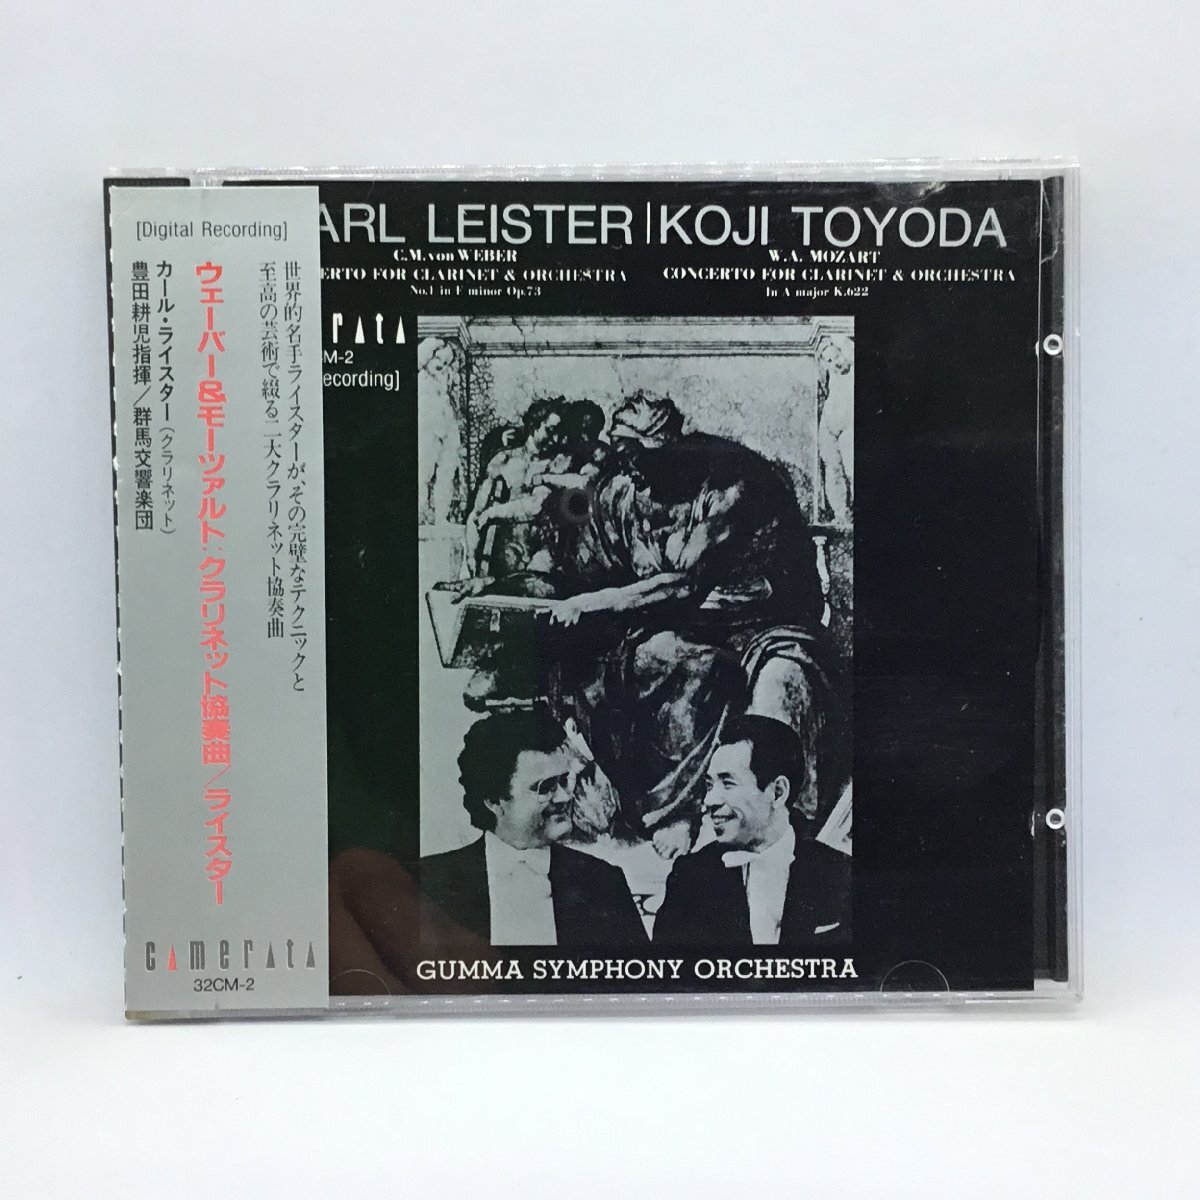 [Digital Recording]
世界的名手ライスターが、その完璧なテクニックと
至高の芸術で綴る二大クラリネット協奏曲
ウェーバー&モーツァルト:クラリネット協奏曲/ライスター
カール・ライスター(クラリネット)
豊田耕児指揮/群馬交響楽団
camerata
32CM-2
ARL LEISTER | KOJI TOYODA
C.M. von WEBER
ERTO FOR CLARINET & ORCHESTRA
No.1 in F minor Op.73
W.A. MOZART
CONCERTO FOR CLARINET & ORCHESTRA
In A major K.622
rata
CM-2
ecording]
GUMMA SYMPHONY ORCHESTRA